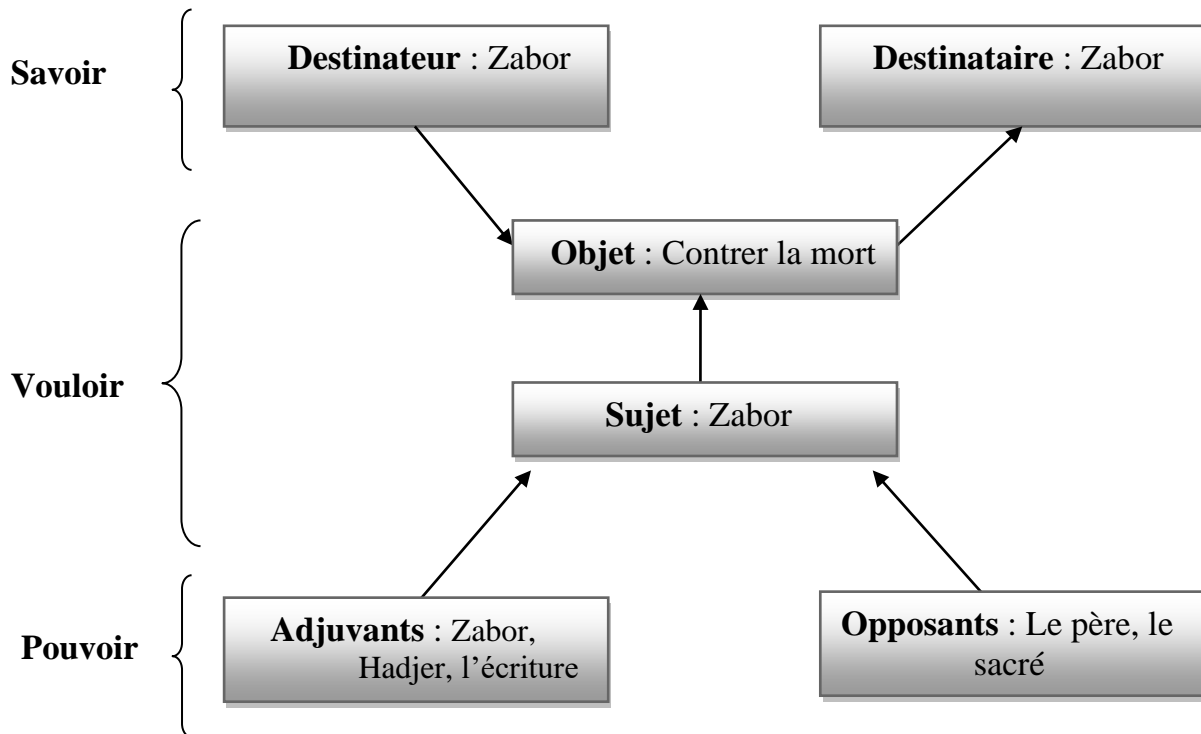 Savoir
Destinateur : Zabor
Destinataire : Zabor
Vouloir
Objet : Contrer la mort
Sujet : Zabor
Pouvoir
Adjuvants : Zabor,
Hadjer, l’écriture
Opposants : Le père, le
sacré